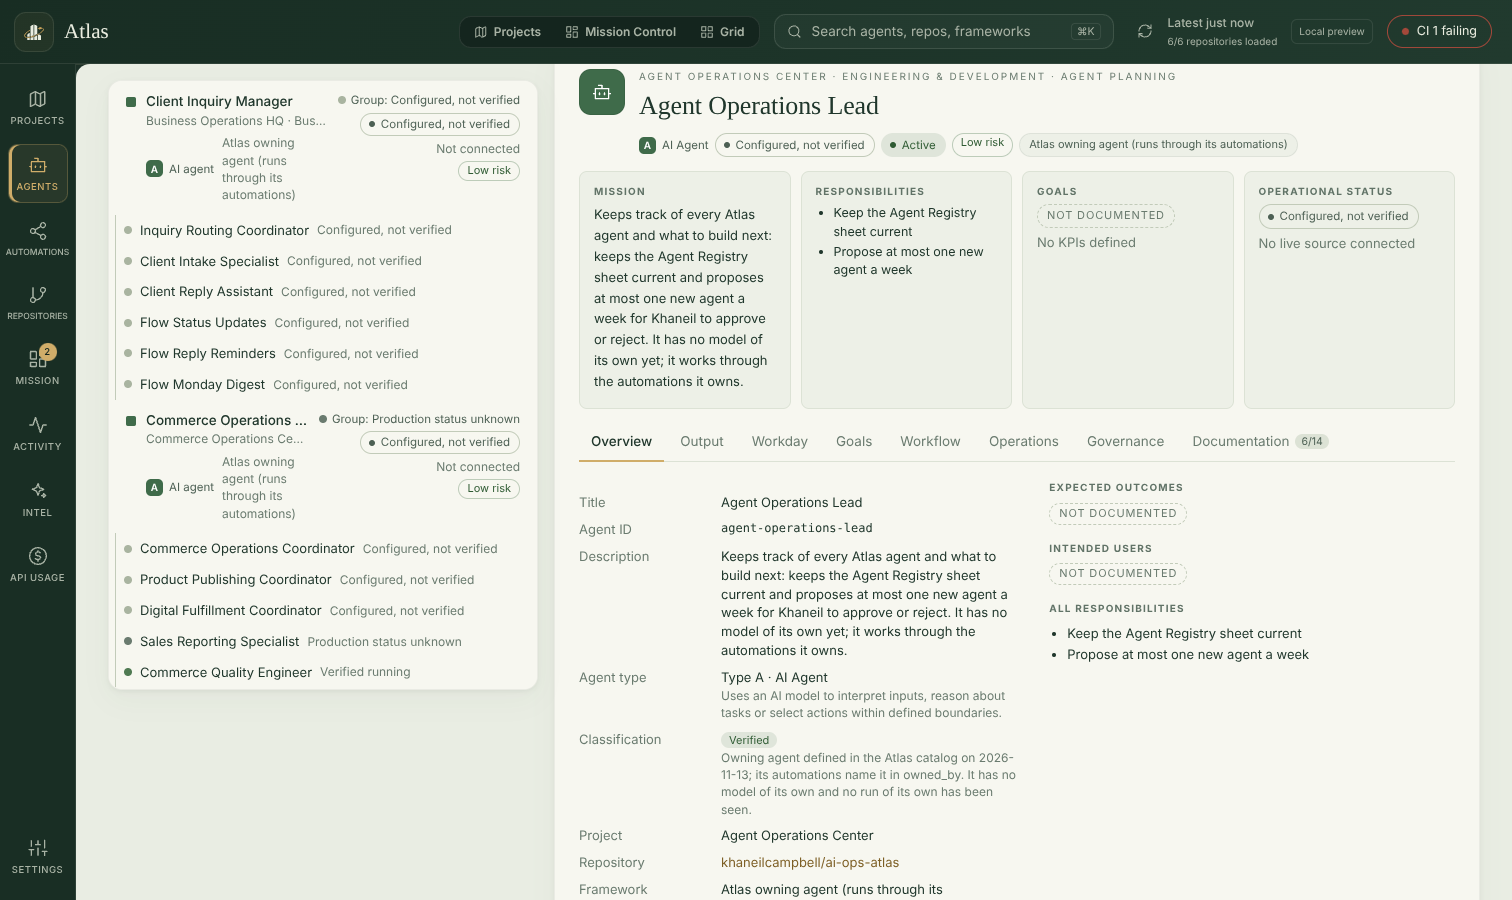 Atlas
Projects
Mission Control
Grid
Search agents, repos, frameworks
⌘K
Latest just now
6/6 repositories loaded
Local preview
CI 1 failing
PROJECTS
AGENTS
AUTOMATIONS
REPOSITORIES
2
MISSION
ACTIVITY
INTEL
API USAGE
SETTINGS
Client Inquiry Manager
Group: Configured, not verified
Business Operations HQ · Bus...
Configured, not verified
A AI agent
Atlas owning
agent (runs
through its
automations)
Not connected
Low risk
Inquiry Routing Coordinator Configured, not verified
Client Intake Specialist Configured, not verified
Client Reply Assistant Configured, not verified
Flow Status Updates Configured, not verified
Flow Reply Reminders Configured, not verified
Flow Monday Digest Configured, not verified
Commerce Operations ...
Group: Production status unknown
Commerce Operations Ce...
Configured, not verified
A AI agent
Atlas owning
agent (runs
through its
automations)
Not connected
Low risk
Commerce Operations Coordinator Configured, not verified
Product Publishing Coordinator Configured, not verified
Digital Fulfillment Coordinator Configured, not verified
Sales Reporting Specialist Production status unknown
Commerce Quality Engineer Verified running
AGENT OPERATIONS CENTER · ENGINEERING & DEVELOPMENT · AGENT PLANNING
Agent Operations Lead
A AI Agent
Configured, not verified
Active
Low risk
Atlas owning agent (runs through its automations)
MISSION
Keeps track of every Atlas
agent and what to build next:
keeps the Agent Registry
sheet current and proposes
at most one new agent a
week for Khaneil to approve
or reject. It has no model of
its own yet; it works through
the automations it owns.
RESPONSIBILITIES
• Keep the Agent Registry
sheet current
• Propose at most one new
agent a week
GOALS
NOT DOCUMENTED
No KPIs defined
OPERATIONAL STATUS
Configured, not verified
No live source connected
Overview
Output
Workday
Goals
Workflow
Operations
Governance
Documentation 6/14
Title
Agent Operations Lead
Agent ID
agent-operations-lead
Description
Keeps track of every Atlas agent and what to
build next: keeps the Agent Registry sheet
current and proposes at most one new agent a
week for Khaneil to approve or reject. It has no
model of its own yet; it works through the
automations it owns.
Agent type
Type A · AI Agent
Uses an AI model to interpret inputs, reason about
tasks or select actions within defined boundaries.
Classification
Verified
Owning agent defined in the Atlas catalog on 2026-
11-13; its automations name it in owned_by. It has no
model of its own and no run of its own has been
seen.
Project
Agent Operations Center
Repository
khaneilcampbell/ai-ops-atlas
Framework
Atlas owning agent (runs through its
EXPECTED OUTCOMES
NOT DOCUMENTED
INTENDED USERS
NOT DOCUMENTED
ALL RESPONSIBILITIES
• Keep the Agent Registry sheet current
• Propose at most one new agent a week